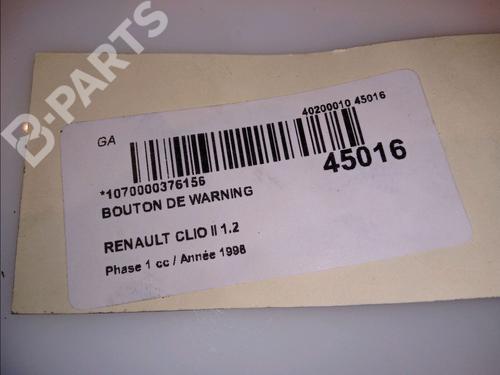 B-PARTS
GA
40200010 45016
45016
*1070000376156
BOUTON DE WARNING
RENAULT CLIO II 1.2
Phase 1 cc / Année 1998